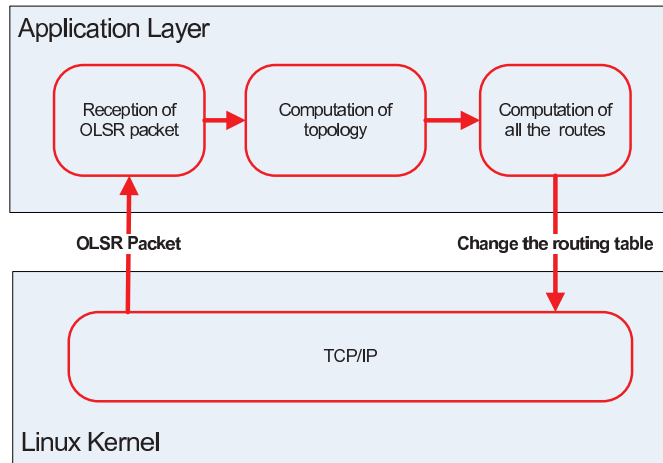 Application Layer
Reception of
OLSR packet
Computation of
topology
Computation of
all the routes
OLSR Packet
Change the routing table
TCP/IP
Linux Kernel